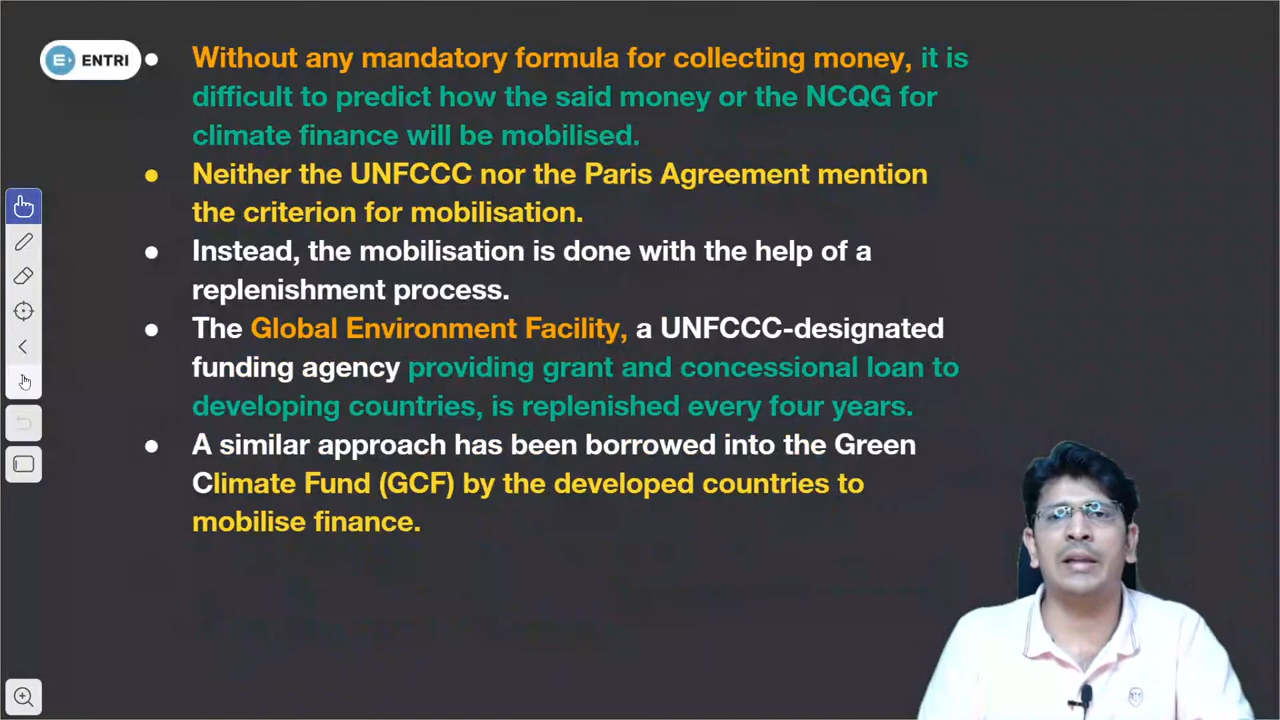 ENTRI
Without any mandatory formula for collecting money, it is
difficult to predict how the said money or the NCQG for
climate finance will be mobilised.
Neither the UNFCCC nor the Paris Agreement mention
the criterion for mobilisation.
Instead, the mobilisation is done with the help of a
replenishment process.
The Global Environment Facility, a UNFCCC-designated
funding agency providing grant and concessional loan to
developing countries, is replenished every four years.
A similar approach has been borrowed into the Green
Climate Fund (GCF) by the developed countries to
mobilise finance.